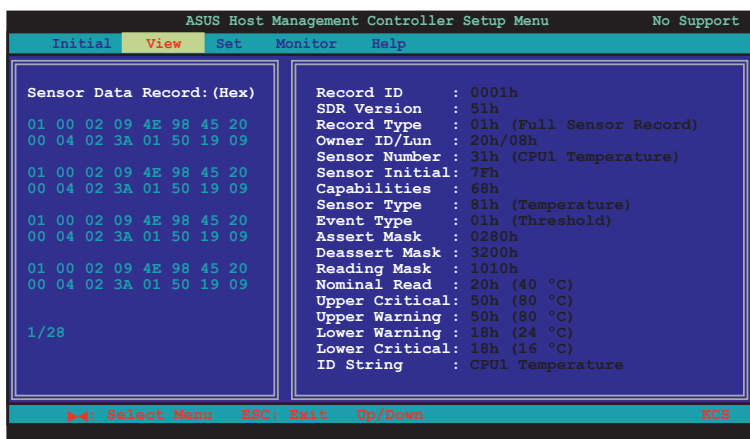 ASUS Host Management Controller Setup Menu No Support
Initial View Set Monitor Help
Sensor Data Record:(Hex)
01 00 02 09 4E 98 45 20
00 04 02 3A 01 50 19 09
01 00 02 09 4E 98 45 20
00 04 02 3A 01 50 19 09
01 00 02 09 4E 98 45 20
00 04 02 3A 01 50 19 09
01 00 02 09 4E 98 45 20
00 04 02 3A 01 50 19 09
1/28
Record ID : 0001h
SDR Version : 51h
Record Type : 01h (Full Sensor Record)
Owner ID/Lun : 20h/08h
Sensor Number : 31h (CPU1 Temperature)
Sensor Initial: 7Fh
Capabilities : 68h
Sensor Type : 81h (Temperature)
Event Type : 01h (Threshold)
Assert Mask : 0280h
Deassert Mask : 3200h
Reading Mask : 1010h
Nominal Read : 20h (40 °C)
Upper Critical: 50h (80 °C)
Upper Warning : 50h (80 °C)
Lower Warning : 18h (24 °C)
Lower Critical: 18h (16 °C)
ID String : CPU1 Temperature
▶◀: Select Menu ESC: Exit Up/Down KCS